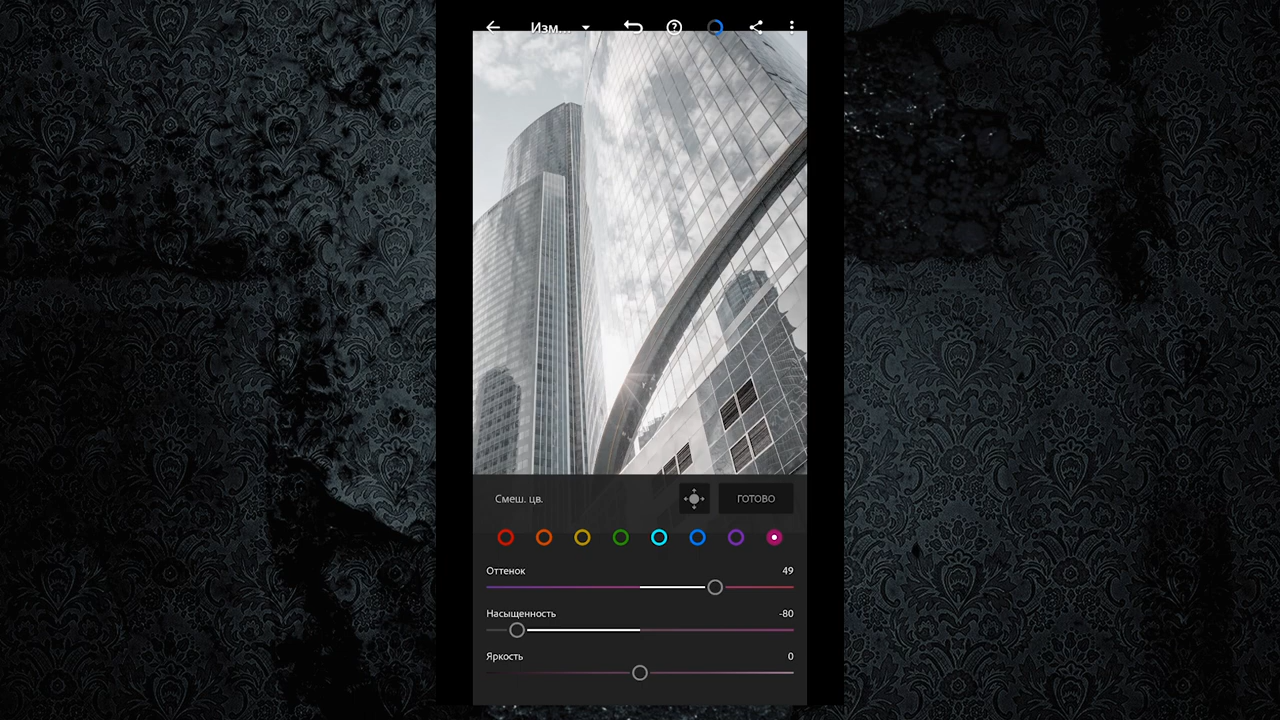 Изм...
Смеш. цв.
ГОТОВО
Оттенок 49
Насыщенность -80
Яркость 0